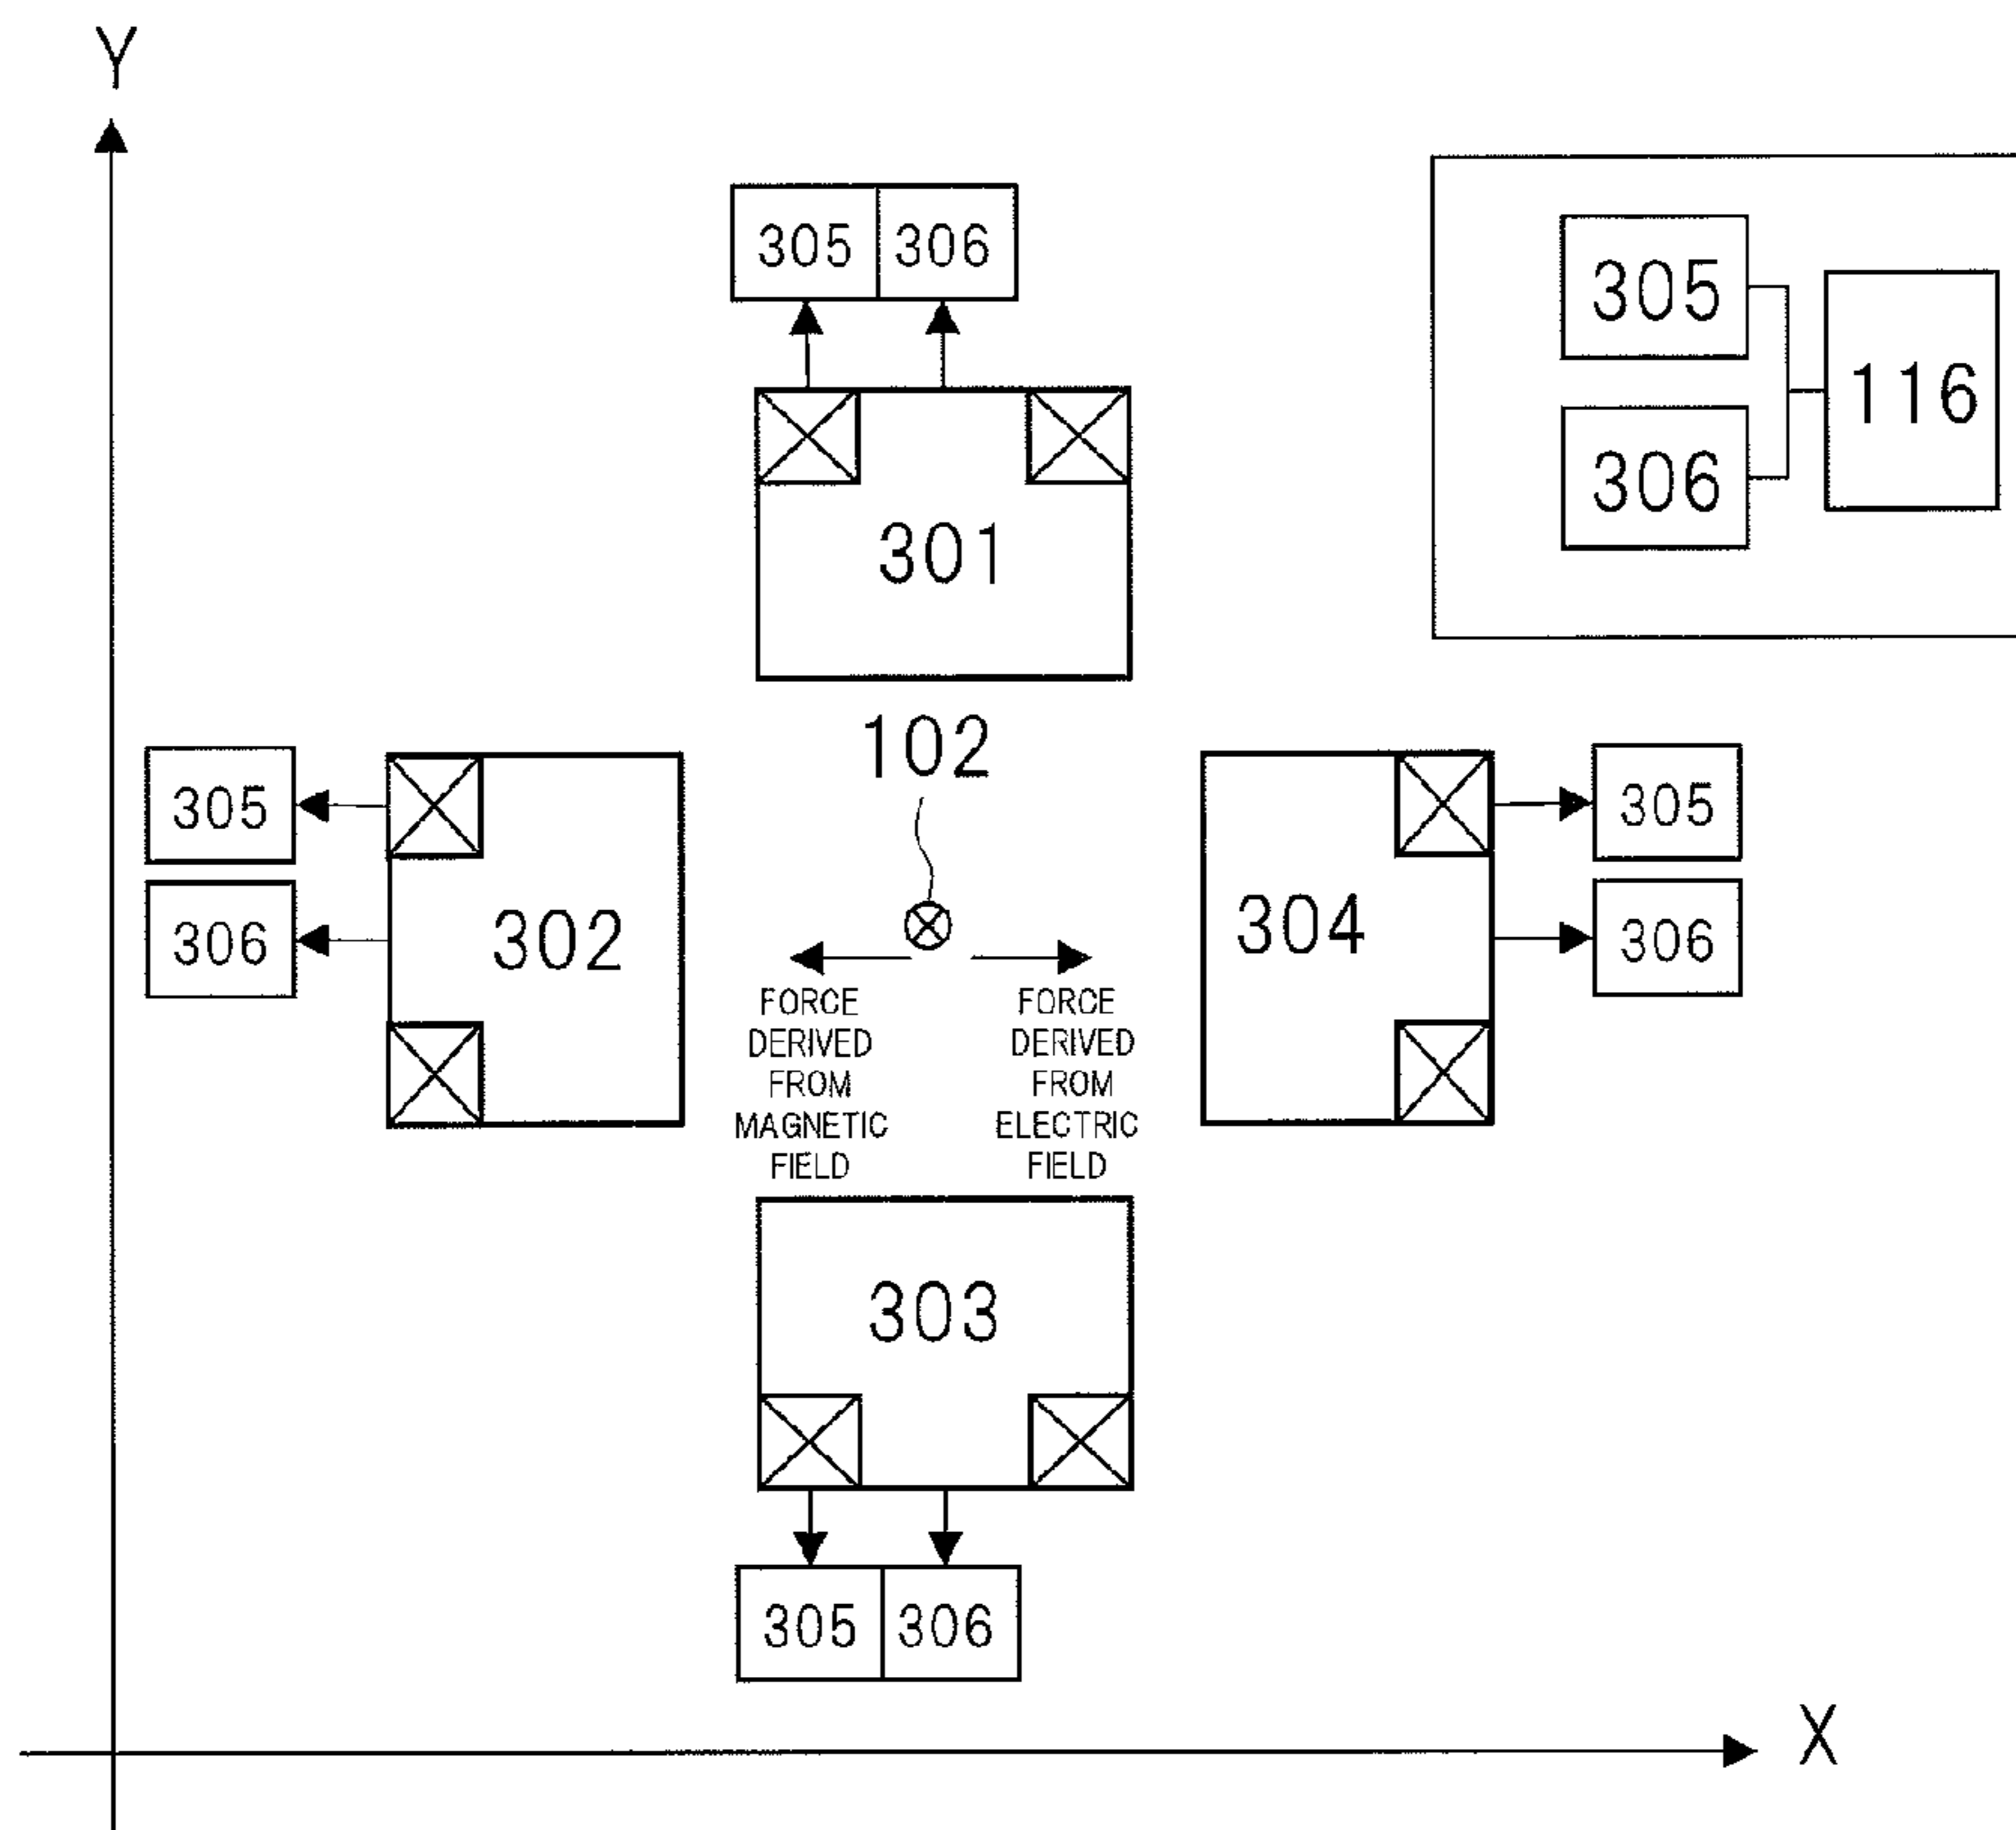 Y
305 306
305
116
306
301
102
305
306
302
304
305
306
FORCE
DERIVED
FROM
MAGNETIC
FIELD
FORCE
DERIVED
FROM
ELECTRIC
FIELD
303
305 306
X